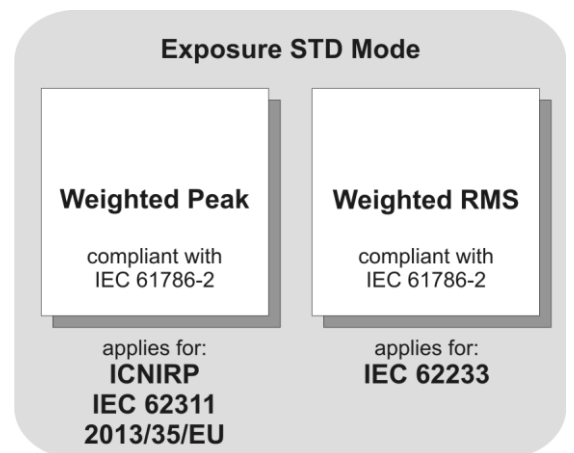 Exposure STD Mode
Weighted Peak
compliant with
IEC 61786-2
applies for:
ICNIRP
IEC 62311
2013/35/EU
Weighted RMS
compliant with
IEC 61786-2
applies for:
IEC 62233